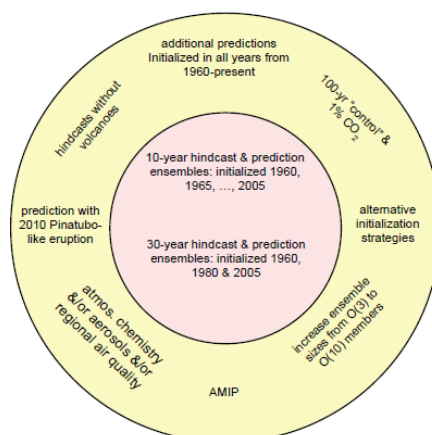 additional predictions
Initialized in all years from
1960-present
hindcasts without
volcanoes
100-yr "control" &
1% CO2
10-year hindcast & prediction
ensembles: initialized 1960,
1965, …, 2005
prediction with
2010 Pinatubo-
like eruption
alternative
initialization
strategies
30-year hindcast & prediction
ensembles: initialized 1960,
1980 & 2005
atmos. chemistry
&/or aerosols &/or
regional air quality
increase ensemble
sizes from O(3) to
O(10) members
AMIP